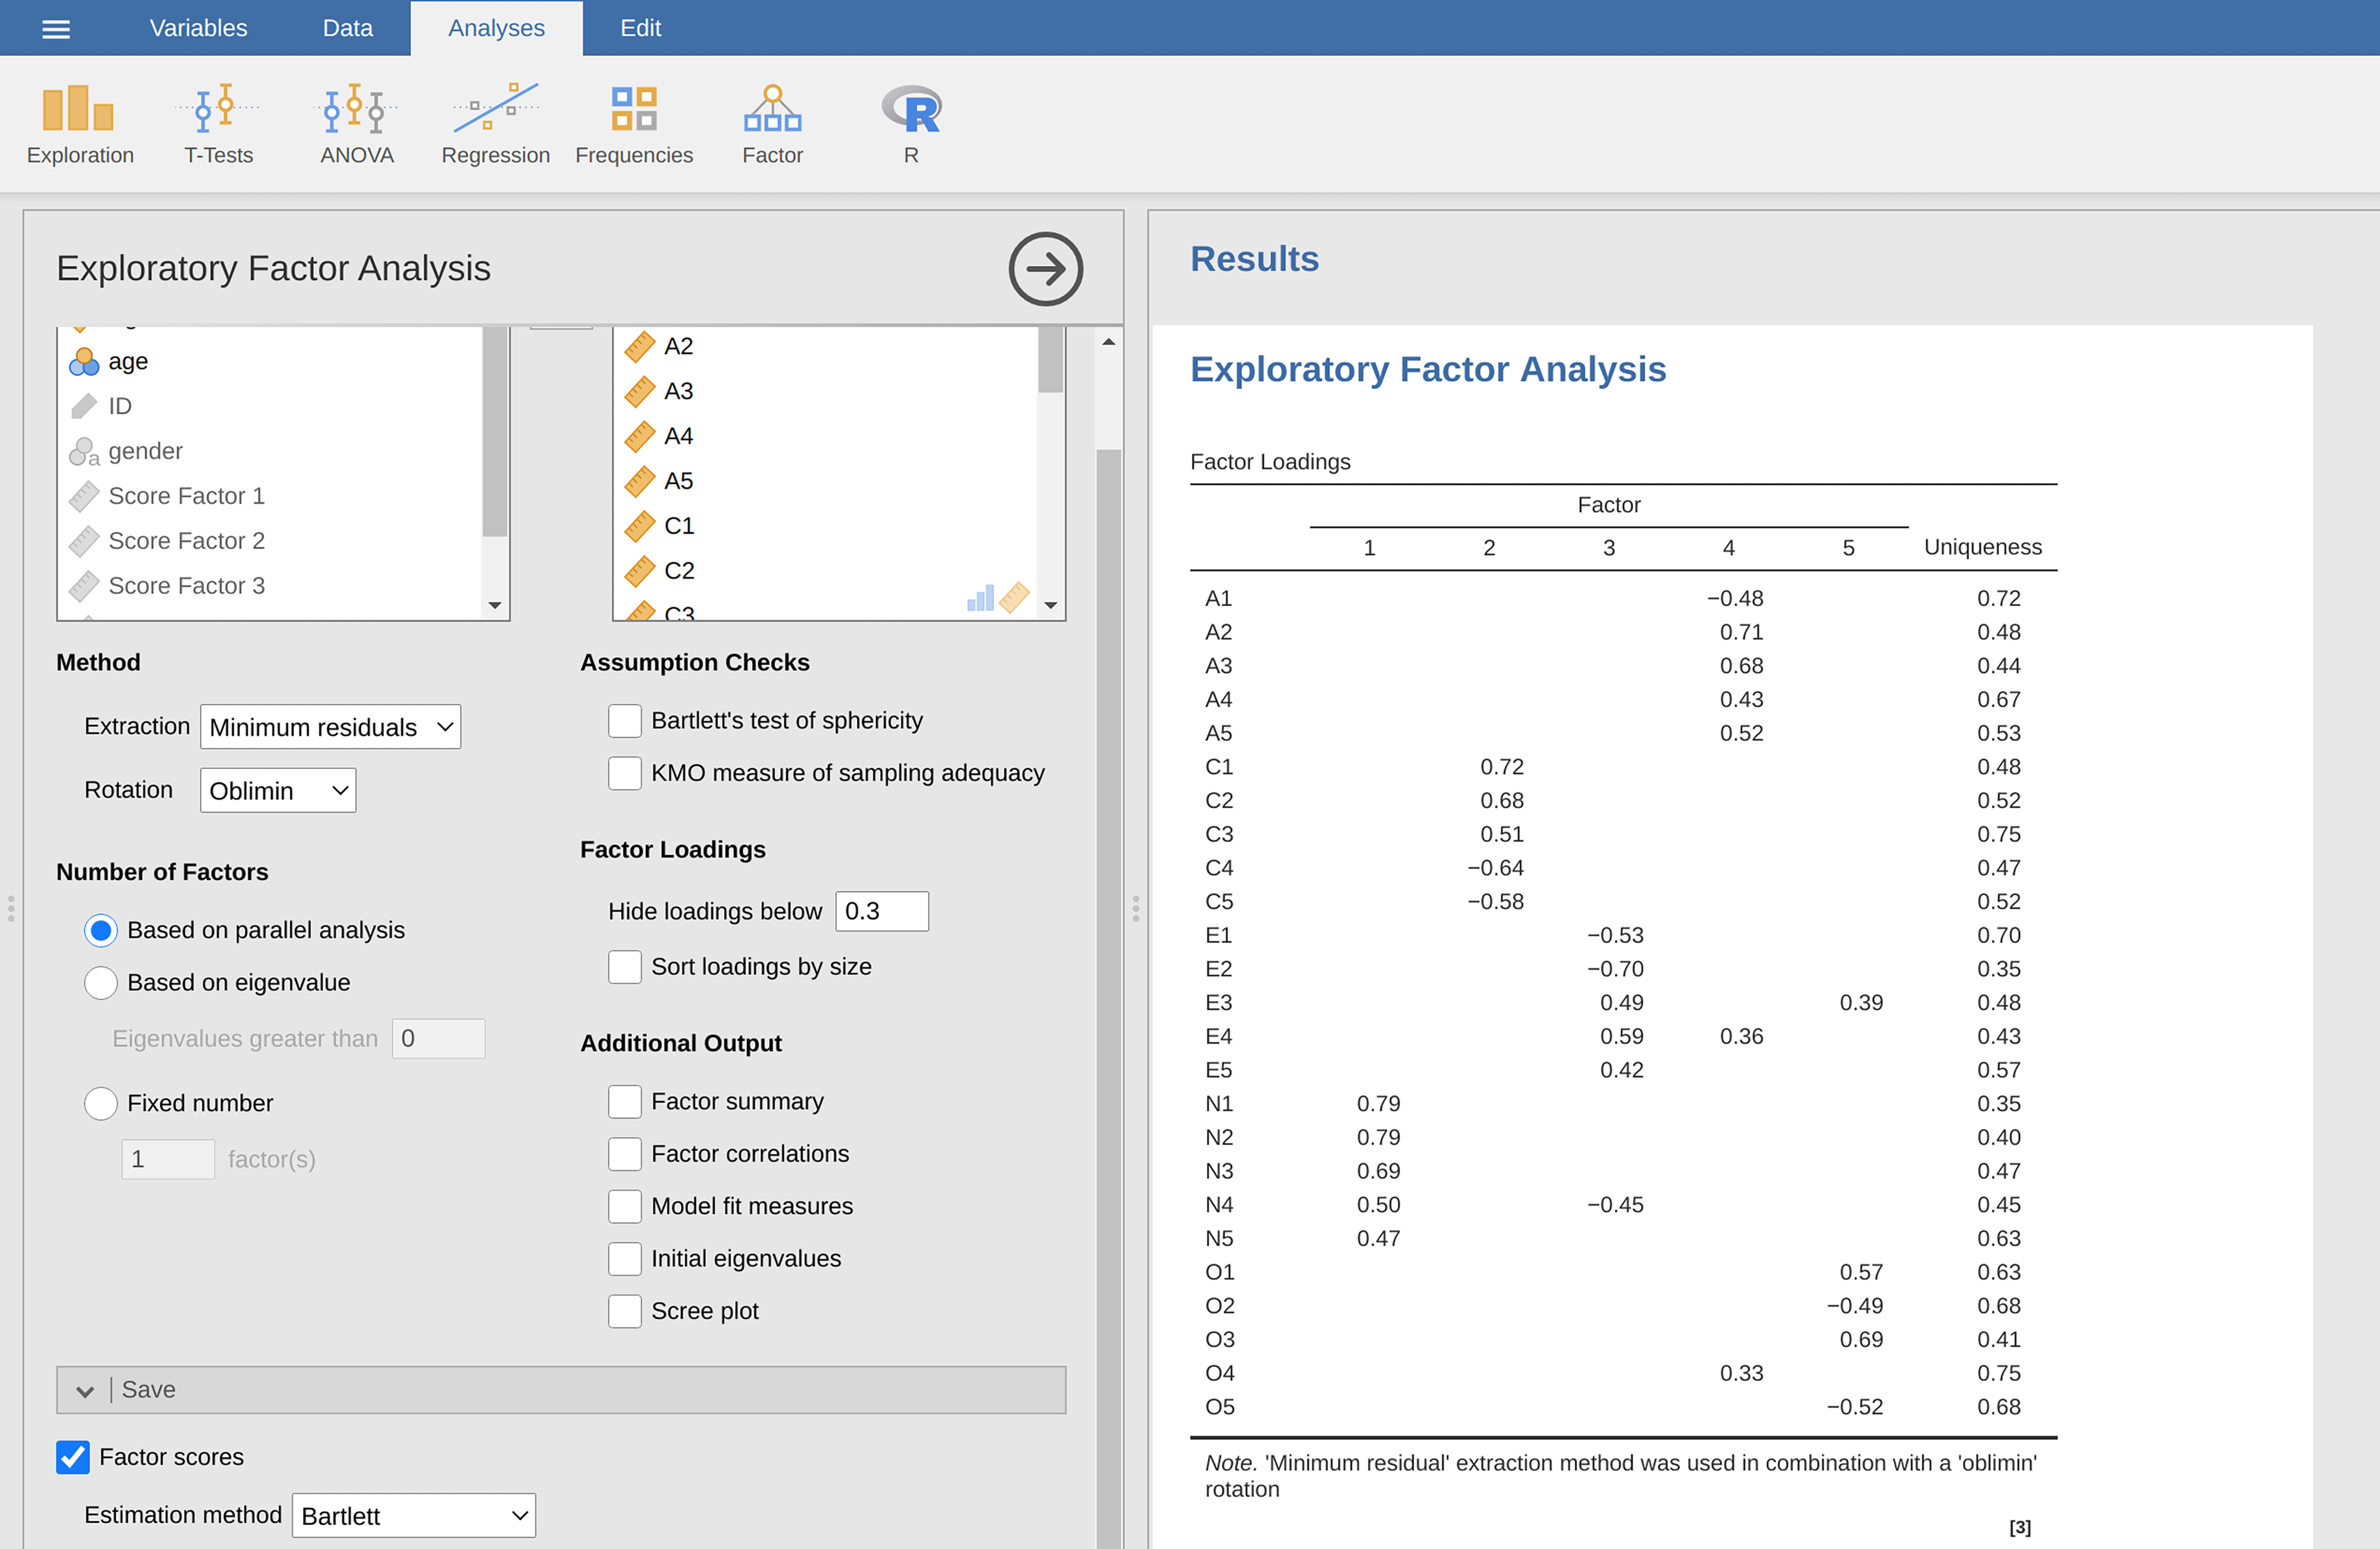 Variables Data Analyses Edit
Exploration T-Tests ANOVA Regression Frequencies Factor R
Exploratory Factor Analysis
age
ID
gender
Score Factor 1
Score Factor 2
Score Factor 3
A2
A3
A4
A5
C1
C2
C3
Method
Extraction Minimum residuals
Rotation Oblimin
Number of Factors
Based on parallel analysis
Based on eigenvalue
Eigenvalues greater than 0
Fixed number
1 factor(s)
Assumption Checks
Bartlett's test of sphericity
KMO measure of sampling adequacy
Factor Loadings
Hide loadings below 0.3
Sort loadings by size
Additional Output
Factor summary
Factor correlations
Model fit measures
Initial eigenvalues
Scree plot
Save
Factor scores
Estimation method Bartlett
Results
Exploratory Factor Analysis
Factor Loadings
Factor
1 2 3 4 5 Uniqueness
A1 −0.48 0.72
A2 0.71 0.48
A3 0.68 0.44
A4 0.43 0.67
A5 0.52 0.53
C1 0.72 0.48
C2 0.68 0.52
C3 0.51 0.75
C4 −0.64 0.47
C5 −0.58 0.52
E1 −0.53 0.70
E2 −0.70 0.35
E3 0.49 0.39 0.48
E4 0.59 0.36 0.43
E5 0.42 0.57
N1 0.79 0.35
N2 0.79 0.40
N3 0.69 0.47
N4 0.50 −0.45 0.45
N5 0.47 0.63
O1 0.57 0.63
O2 −0.49 0.68
O3 0.69 0.41
O4 0.33 0.75
O5 −0.52 0.68
Note. 'Minimum residual' extraction method was used in combination with a 'oblimin'
rotation
[3]